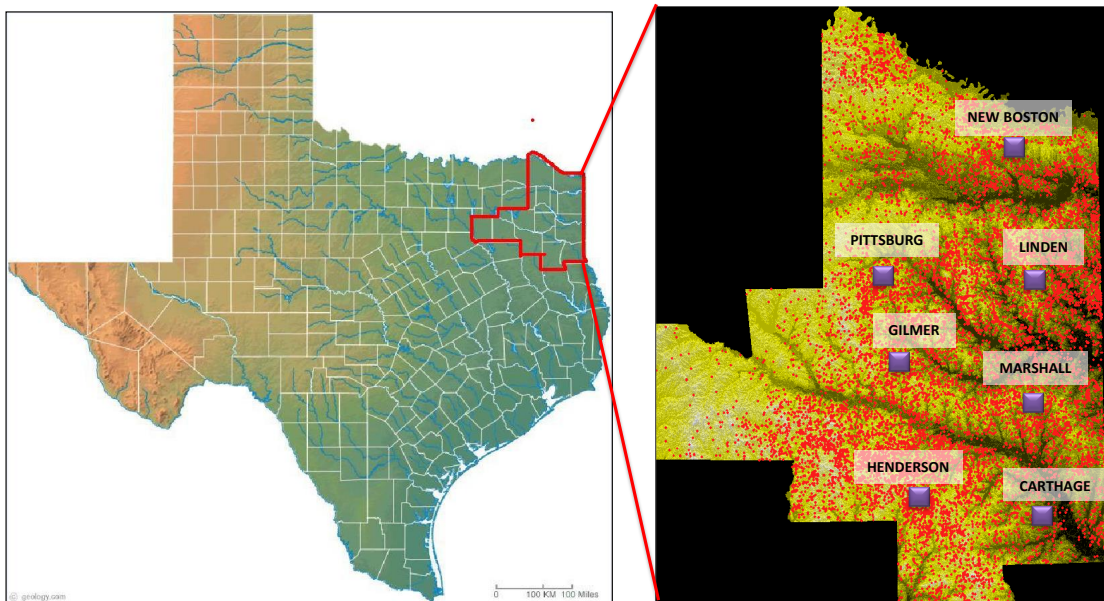 NEW BOSTON
PITTSBURG
LINDEN
GILMER
MARSHALL
HENDERSON
CARTHAGE
0 100 KM 100 Miles
© geology.com